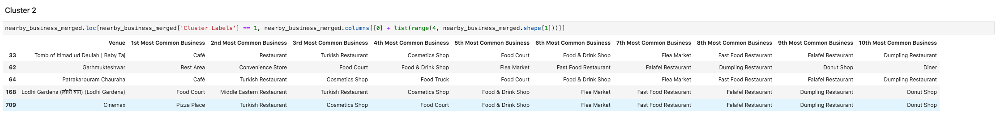 Cluster 2
nearby_business_merged.loc[nearby_business_merged['Cluster Labels'] == 1, nearby_business_merged.columns[[0] + list(range(4, nearby_business_merged.shape[1]))]]
Venue 1st Most Common Business 2nd Most Common Business 3rd Most Common Business 4th Most Common Business 5th Most Common Business 6th Most Common Business 7th Most Common Business 8th Most Common Business 9th Most Common Business 10th Most Common Business
33 Tomb of Itimad ud Daulah | Baby Taj Café Restaurant Turkish Restaurant Cosmetics Shop Food Court Food & Drink Shop Flea Market Fast Food Restaurant Falafel Restaurant Dumpling Restaurant
62 Garhmukteshwar Rest Area Convenience Store Food Court Food & Drink Shop Flea Market Fast Food Restaurant Falafel Restaurant Dumpling Restaurant Donut Shop Diner
64 Patrakarpuram Chauraha Café Turkish Restaurant Cosmetics Shop Food Truck Food Court Food & Drink Shop Flea Market Fast Food Restaurant Falafel Restaurant Dumpling Restaurant
168 Lodhi Gardens (लोधी बाग़) (Lodhi Gardens) Food Court Middle Eastern Restaurant Turkish Restaurant Cosmetics Shop Food & Drink Shop Flea Market Fast Food Restaurant Falafel Restaurant Dumpling Restaurant Donut Shop
709 Cinemax Pizza Place Turkish Restaurant Cosmetics Shop Food Court Food & Drink Shop Flea Market Fast Food Restaurant Falafel Restaurant Dumpling Restaurant Donut Shop